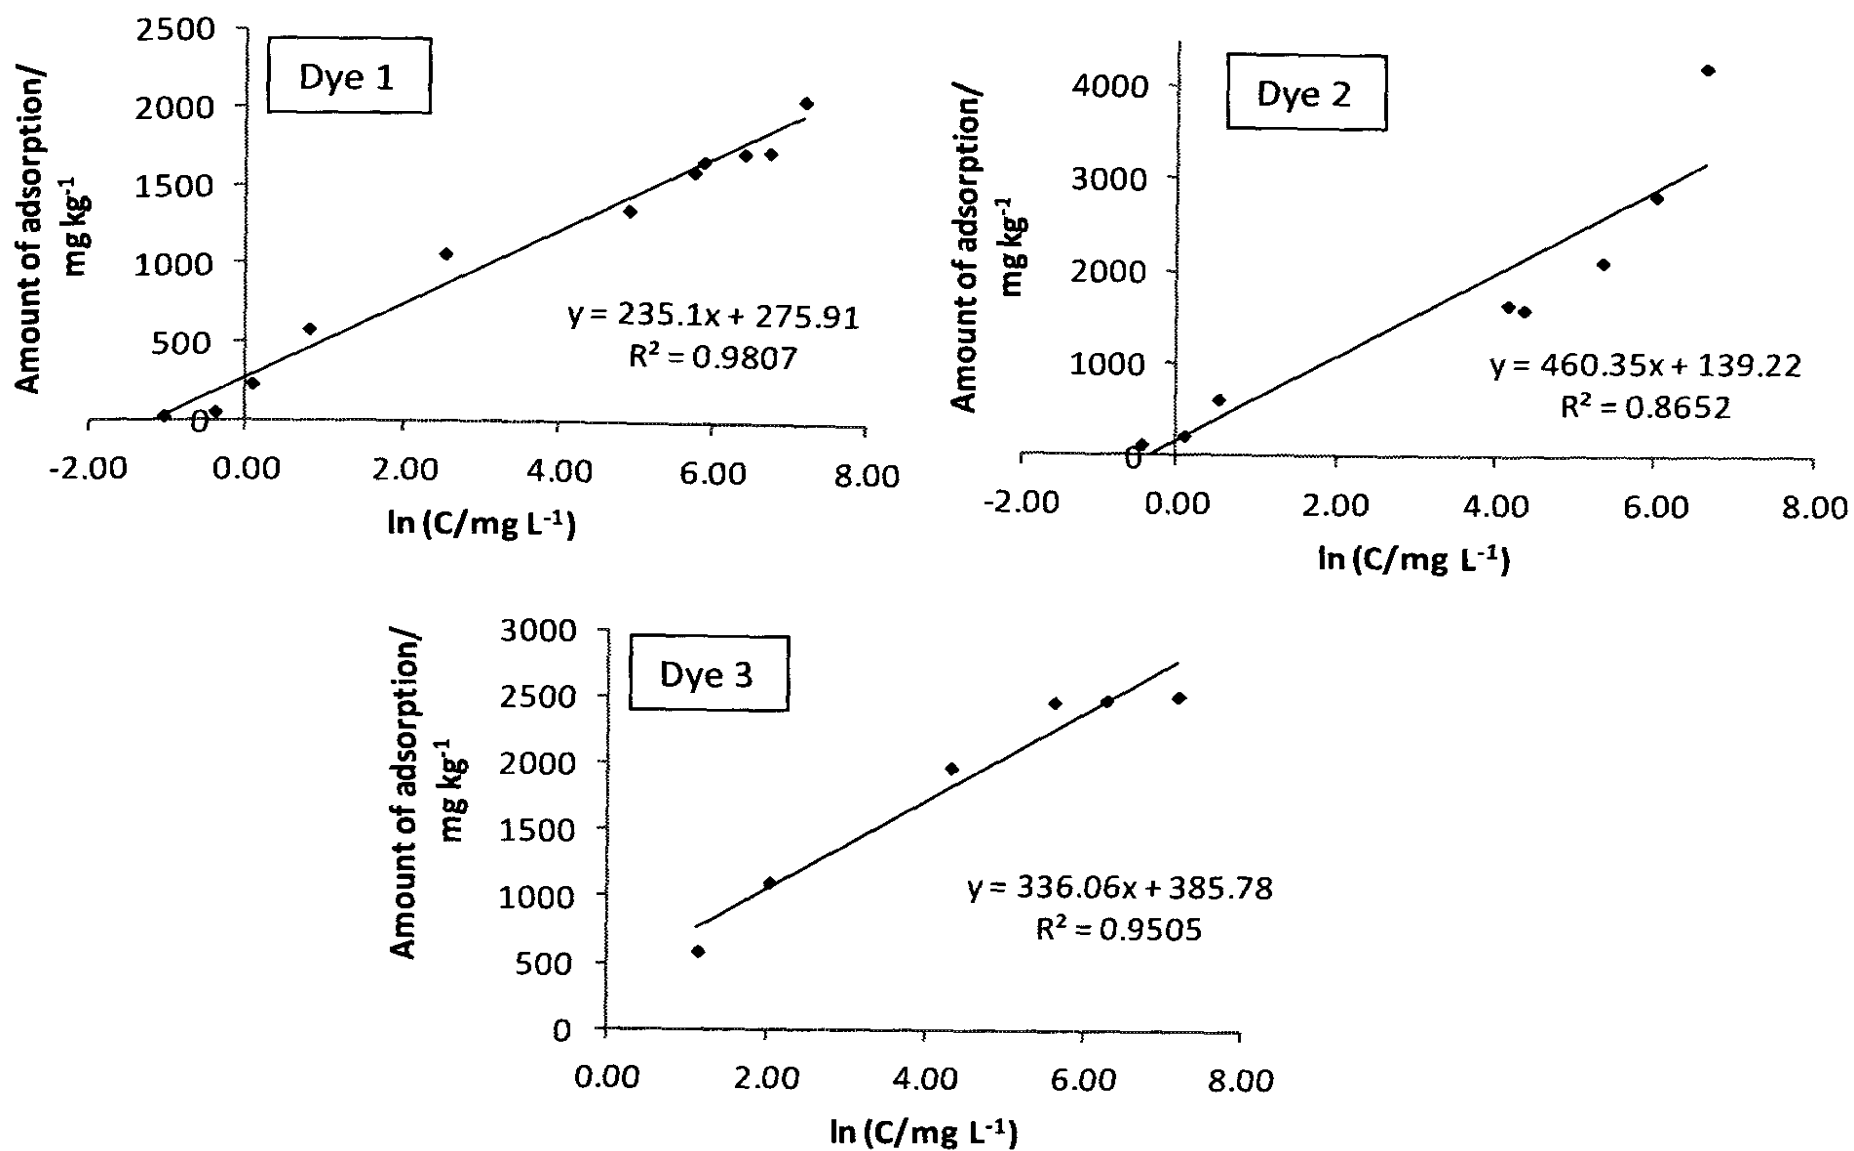 Dye 1
Amount of adsorption/
mg kg⁻¹
2500
2000
1500
1000
500
0
y = 235.1x + 275.91
R² = 0.9807
-2.00 0.00 2.00 4.00 6.00 8.00
ln (C/mg L⁻¹)
Dye 2
Amount of adsorption/
mg kg⁻¹
4000
3000
2000
1000
0
y = 460.35x + 139.22
R² = 0.8652
-2.00 0.00 2.00 4.00 6.00 8.00
ln (C/mg L⁻¹)
Dye 3
Amount of adsorption/
mg kg⁻¹
3000
2500
2000
1500
1000
500
0
y = 336.06x + 385.78
R² = 0.9505
0.00 2.00 4.00 6.00 8.00
ln (C/mg L⁻¹)